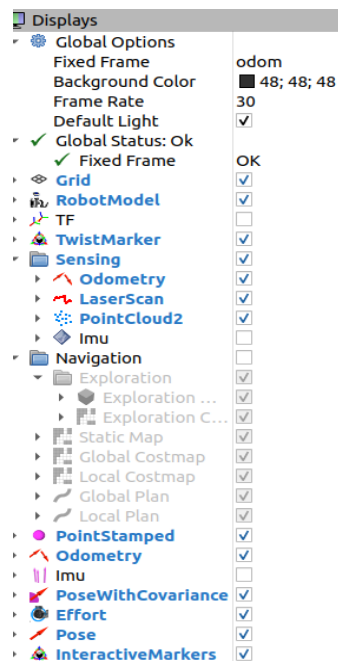 Displays
Global Options
Fixed Frame odom
Background Color 48; 48; 48
Frame Rate 30
Default Light
Global Status: Ok
Fixed Frame OK
Grid
RobotModel
TF
TwistMarker
Sensing
Odometry
LaserScan
PointCloud2
Imu
Navigation
Exploration
Exploration ...
Exploration C...
Static Map
Global Costmap
Local Costmap
Global Plan
Local Plan
PointStamped
Odometry
Imu
PoseWithCovariance
Effort
Pose
InteractiveMarkers